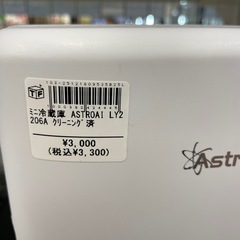 TF
ミニ冷蔵庫 ASTROAI LY2
206A クリーニング済
¥3,000
(税込¥3,300)
Astro